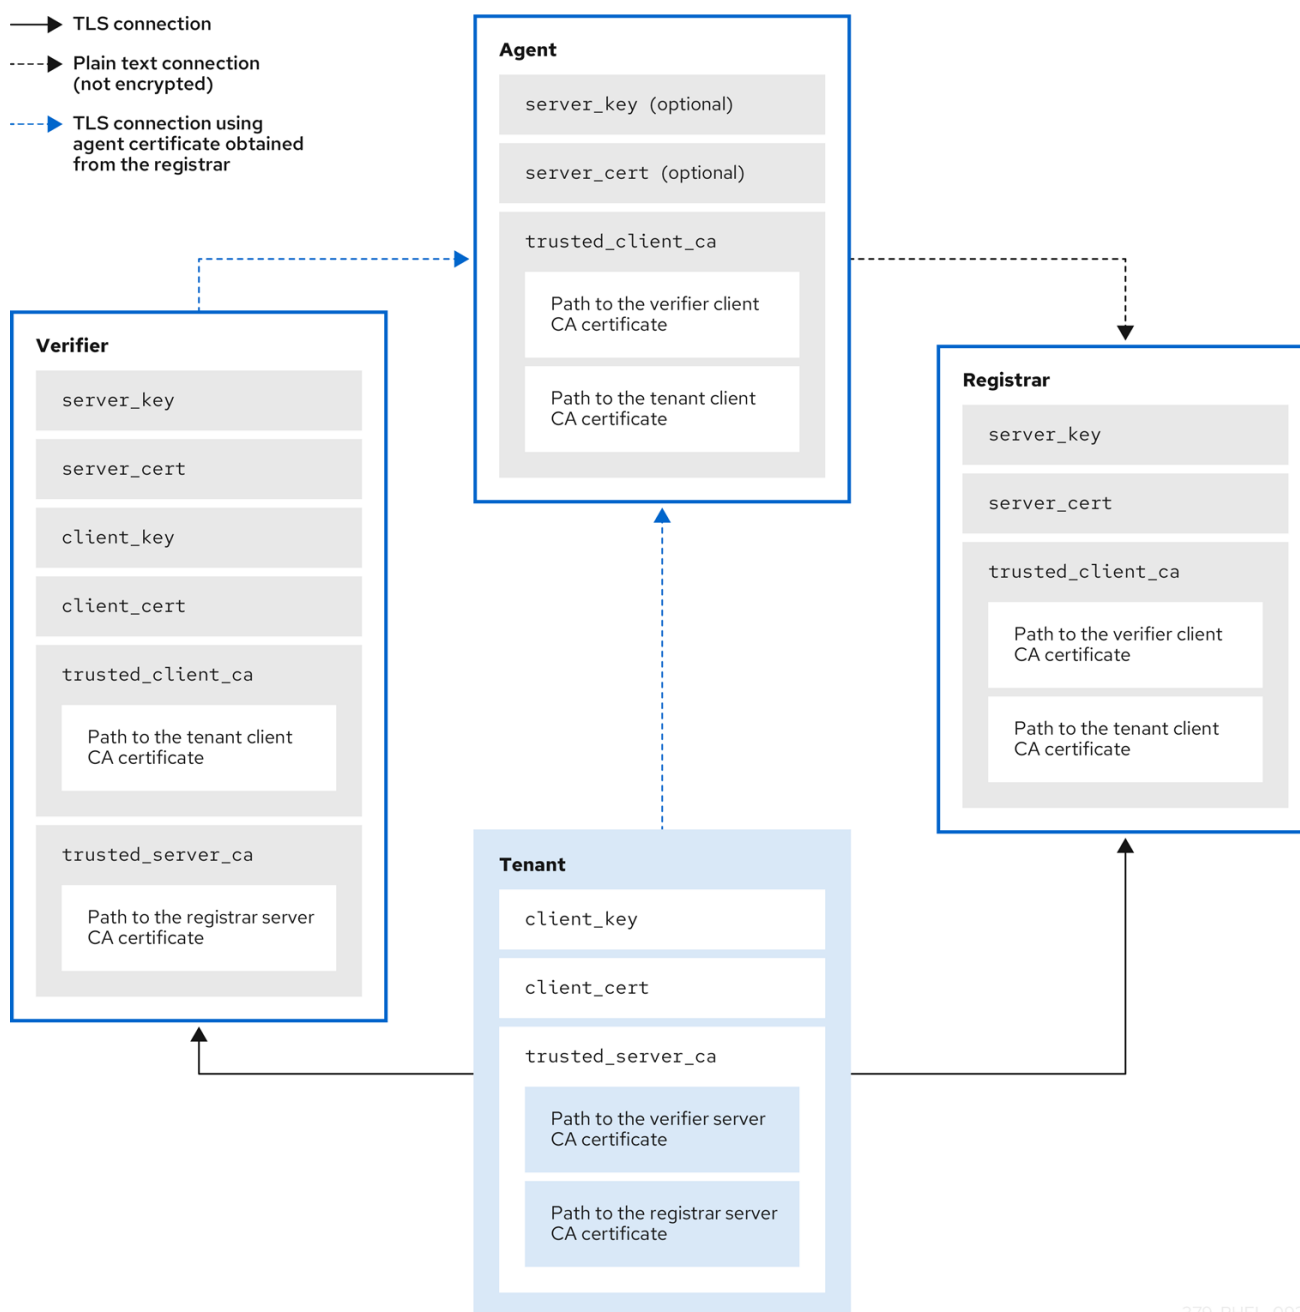 TLS connection
Plain text connection
(not encrypted)
TLS connection using
agent certificate obtained
from the registrar
Agent
server_key (optional)
server_cert (optional)
trusted_client_ca
Path to the verifier client
CA certificate
Path to the tenant client
CA certificate
Verifier
server_key
server_cert
client_key
client_cert
trusted_client_ca
Path to the tenant client
CA certificate
trusted_server_ca
Path to the registrar server
CA certificate
Registrar
server_key
server_cert
trusted_client_ca
Path to the verifier client
CA certificate
Path to the tenant client
CA certificate
Tenant
client_key
client_cert
trusted_server_ca
Path to the verifier server
CA certificate
Path to the registrar server
CA certificate